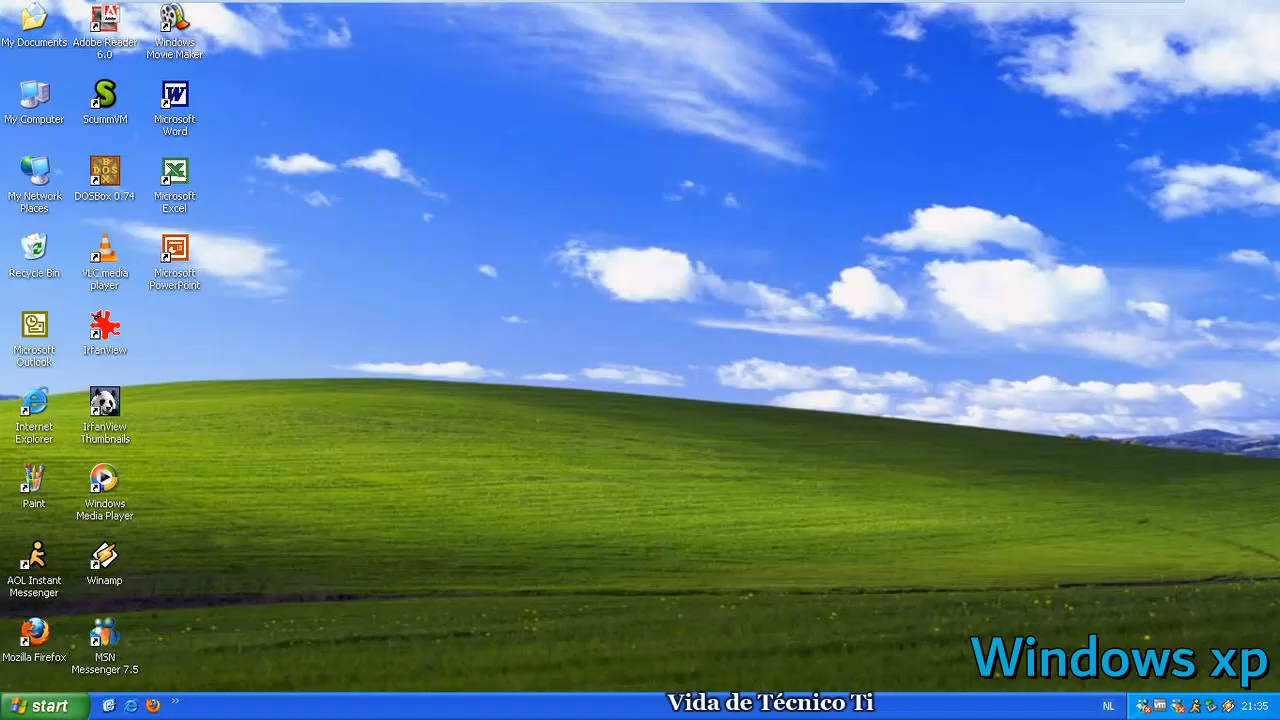 My Documents
Adobe Reader
6.0
Windows
Movie Maker
My Computer
ScummVM
Microsoft
Word
My Network
Places
DOSBox 0.74
Microsoft
Excel
Recycle Bin
VLC media
player
Microsoft
PowerPoint
Microsoft
Outlook
IrfanView
Internet
Explorer
IrfanView
Thumbnails
Paint
Windows
Media Player
AOL Instant
Messenger
Winamp
Mozilla Firefox
MSN
Messenger 7.5
Windows xp
start
Vida de Técnico Ti
NL
21:35